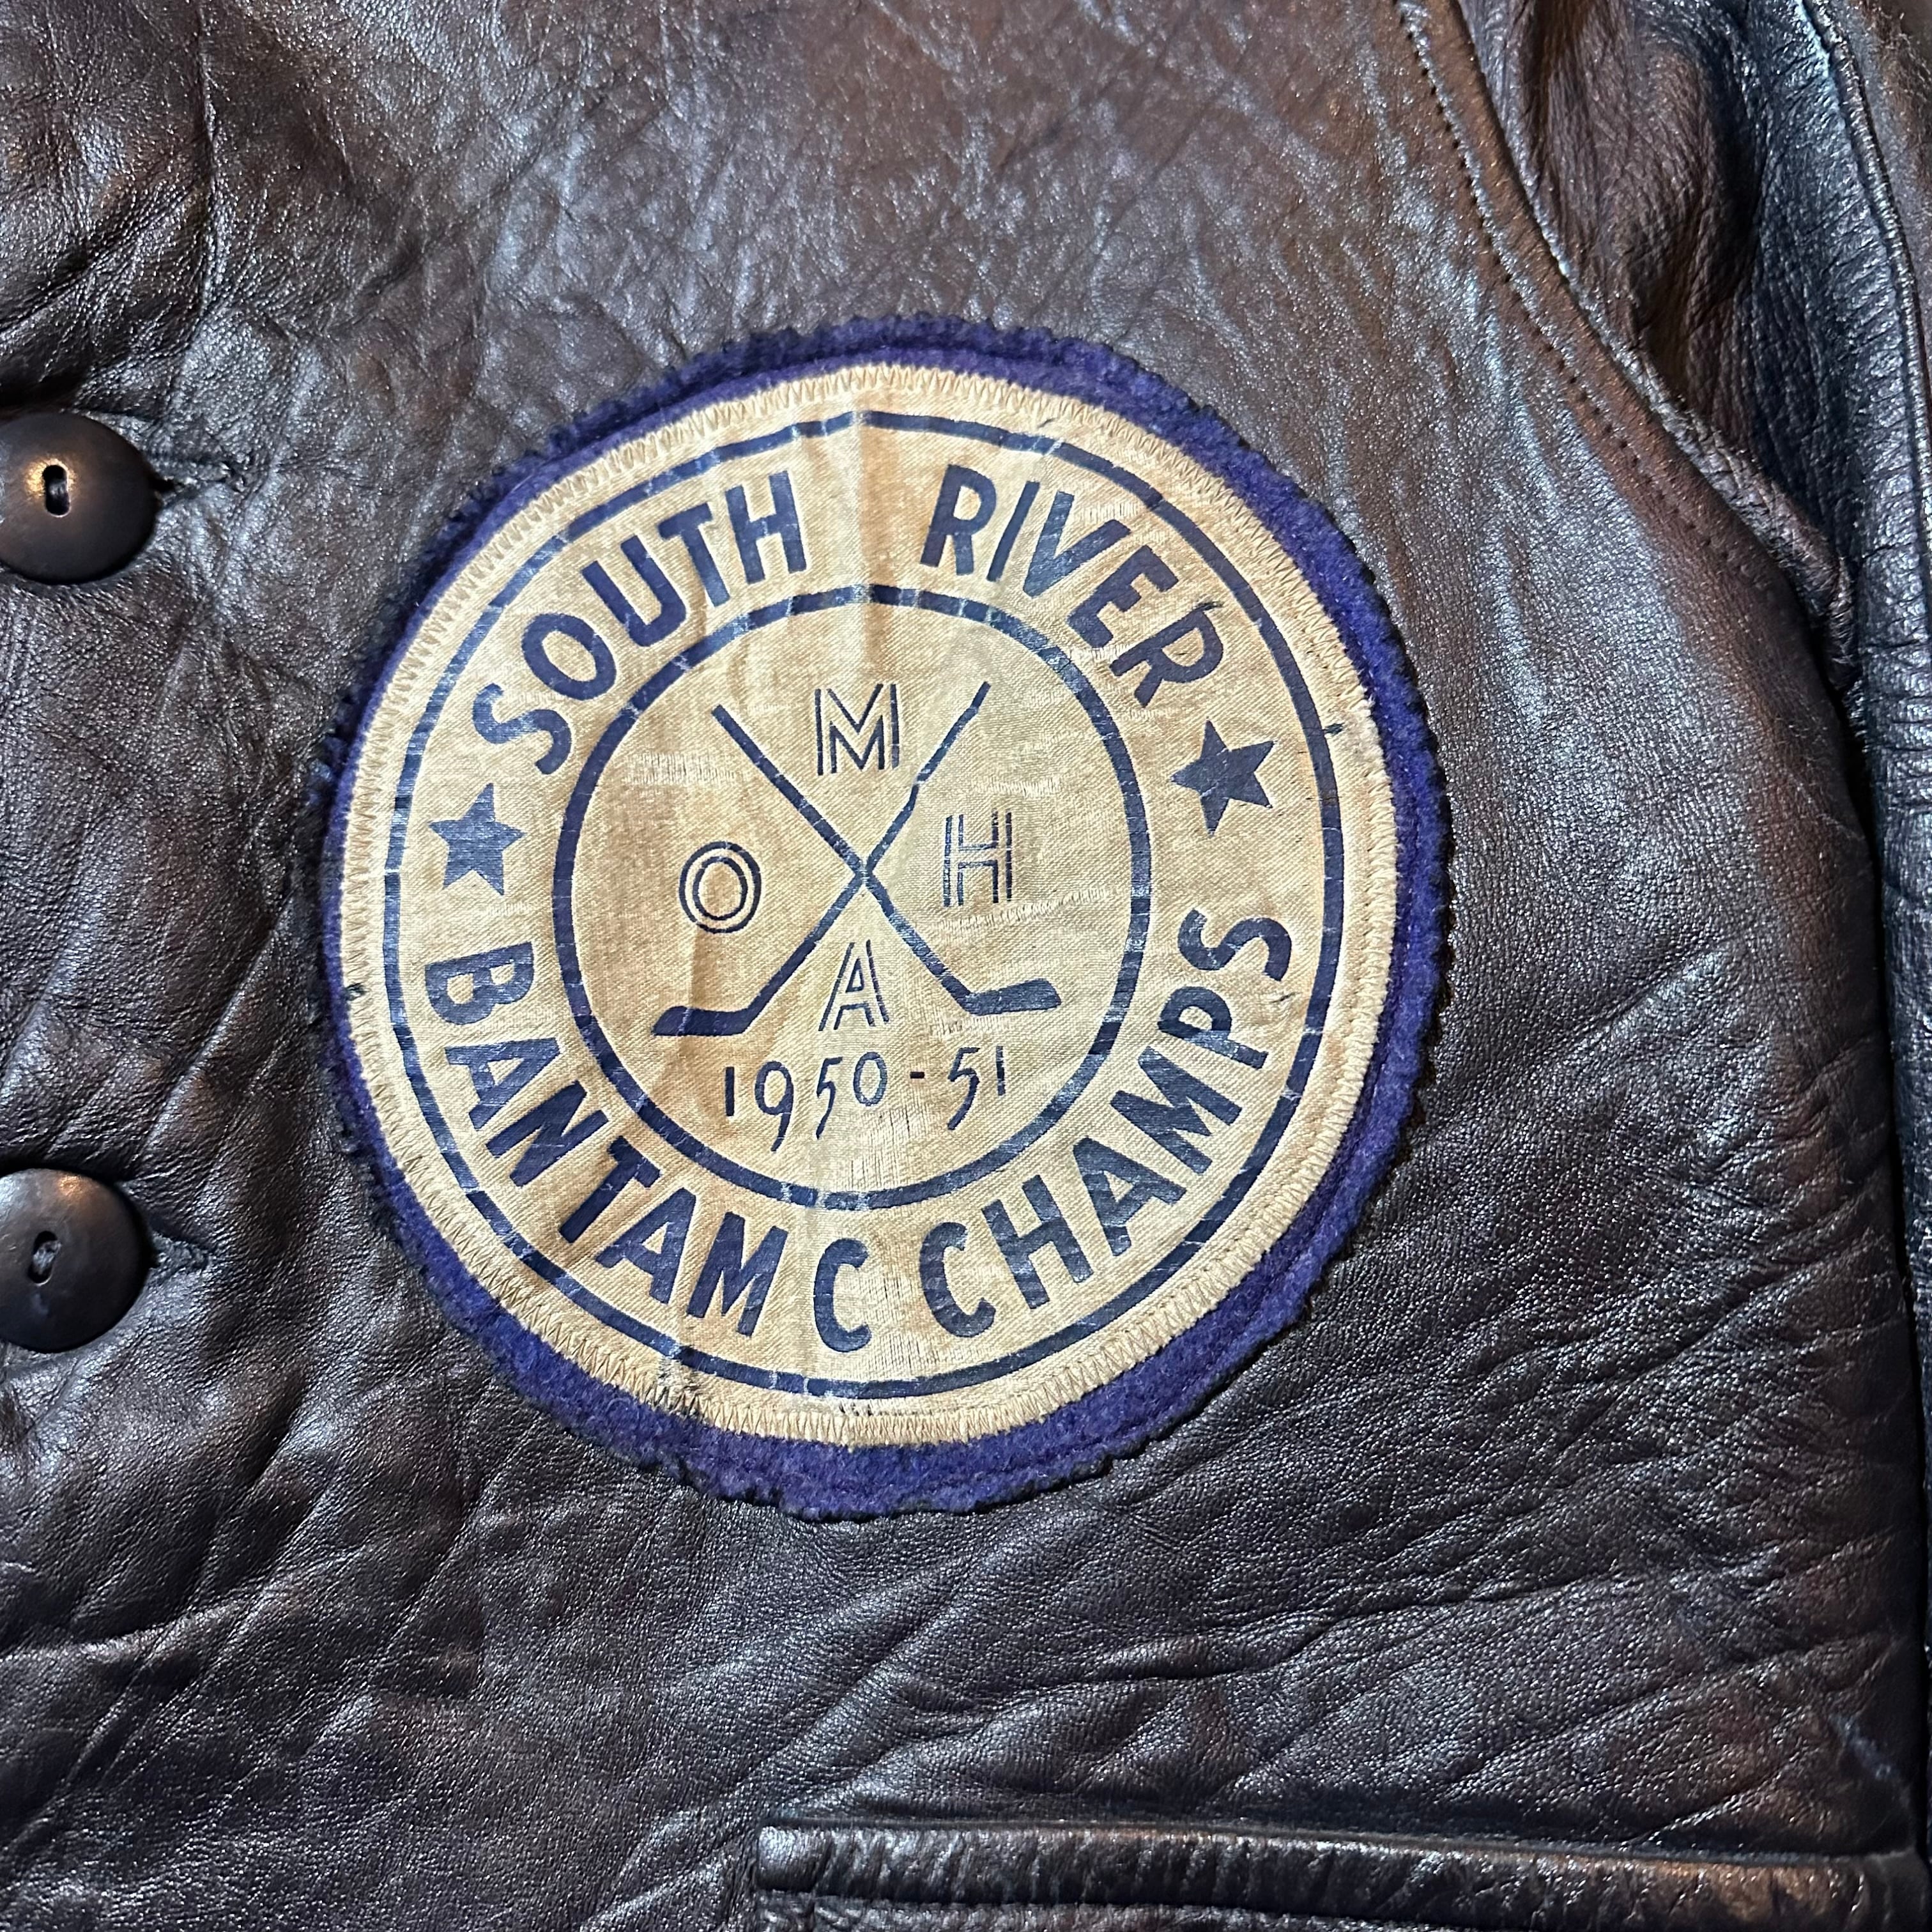 SOUTH RIVER
M
O H
A
1950-51
BANTAM C CHAMPS